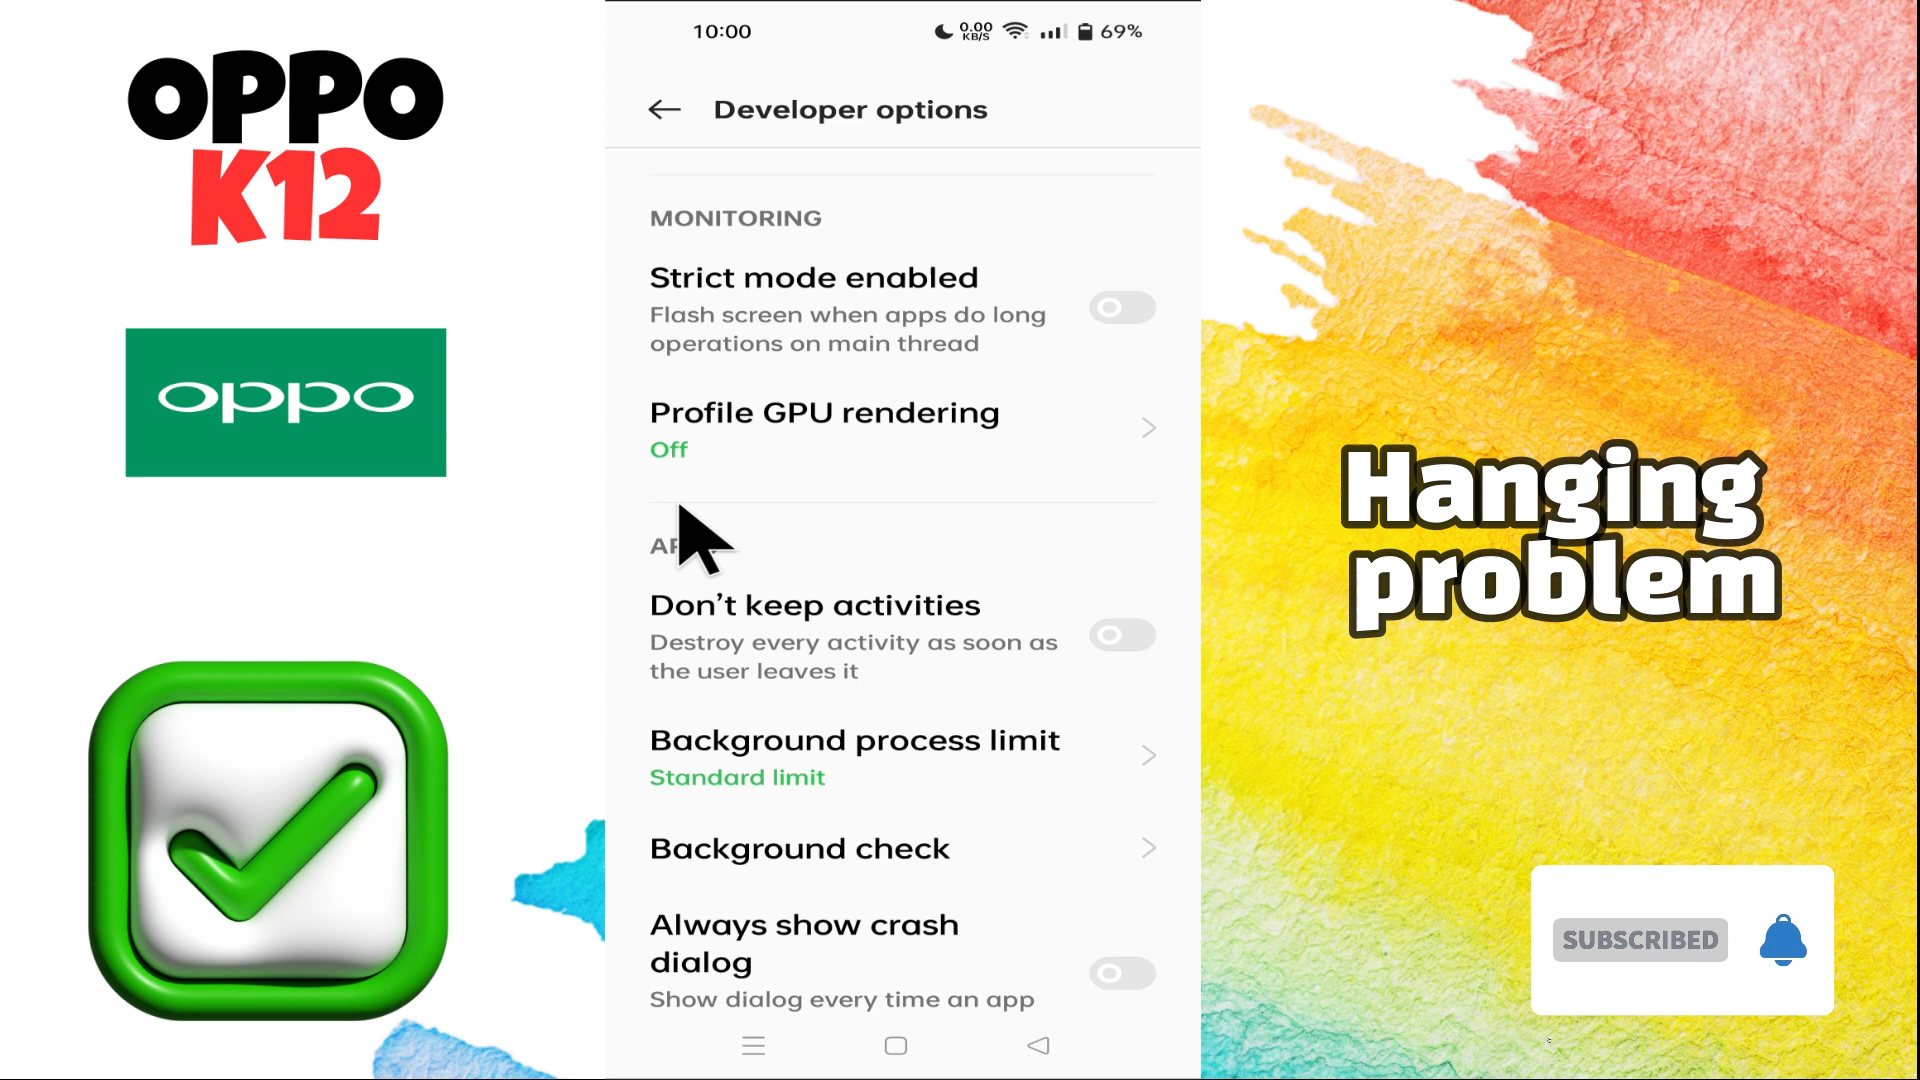 OPPO
K12
oppo
10:00
0.00
KB/S
69%
Developer options
MONITORING
Strict mode enabled
Flash screen when apps do long
operations on main thread
Profile GPU rendering
Off
Don't keep activities
Destroy every activity as soon as
the user leaves it
Background process limit
Standard limit
Background check
Always show crash
dialog
Show dialog every time an app
Hanging
problem
SUBSCRIBED